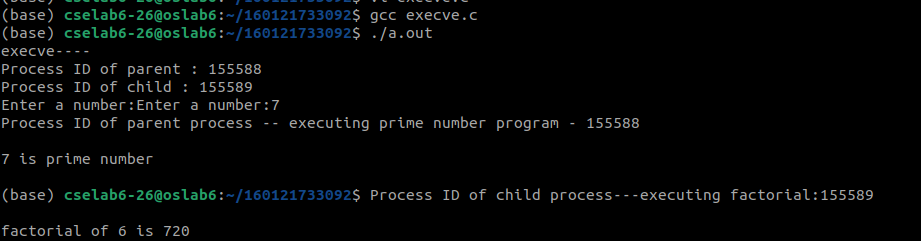 (base) cselab6-26@oslab6:~/160121733092$ gcc execve.c
(base) cselab6-26@oslab6:~/160121733092$ ./a.out
execve----
Process ID of parent : 155588
Process ID of child : 155589
Enter a number:Enter a number:7
Process ID of parent process -- executing prime number program - 155588
7 is prime number
(base) cselab6-26@oslab6:~/160121733092$ Process ID of child process---executing factorial:155589
factorial of 6 is 720